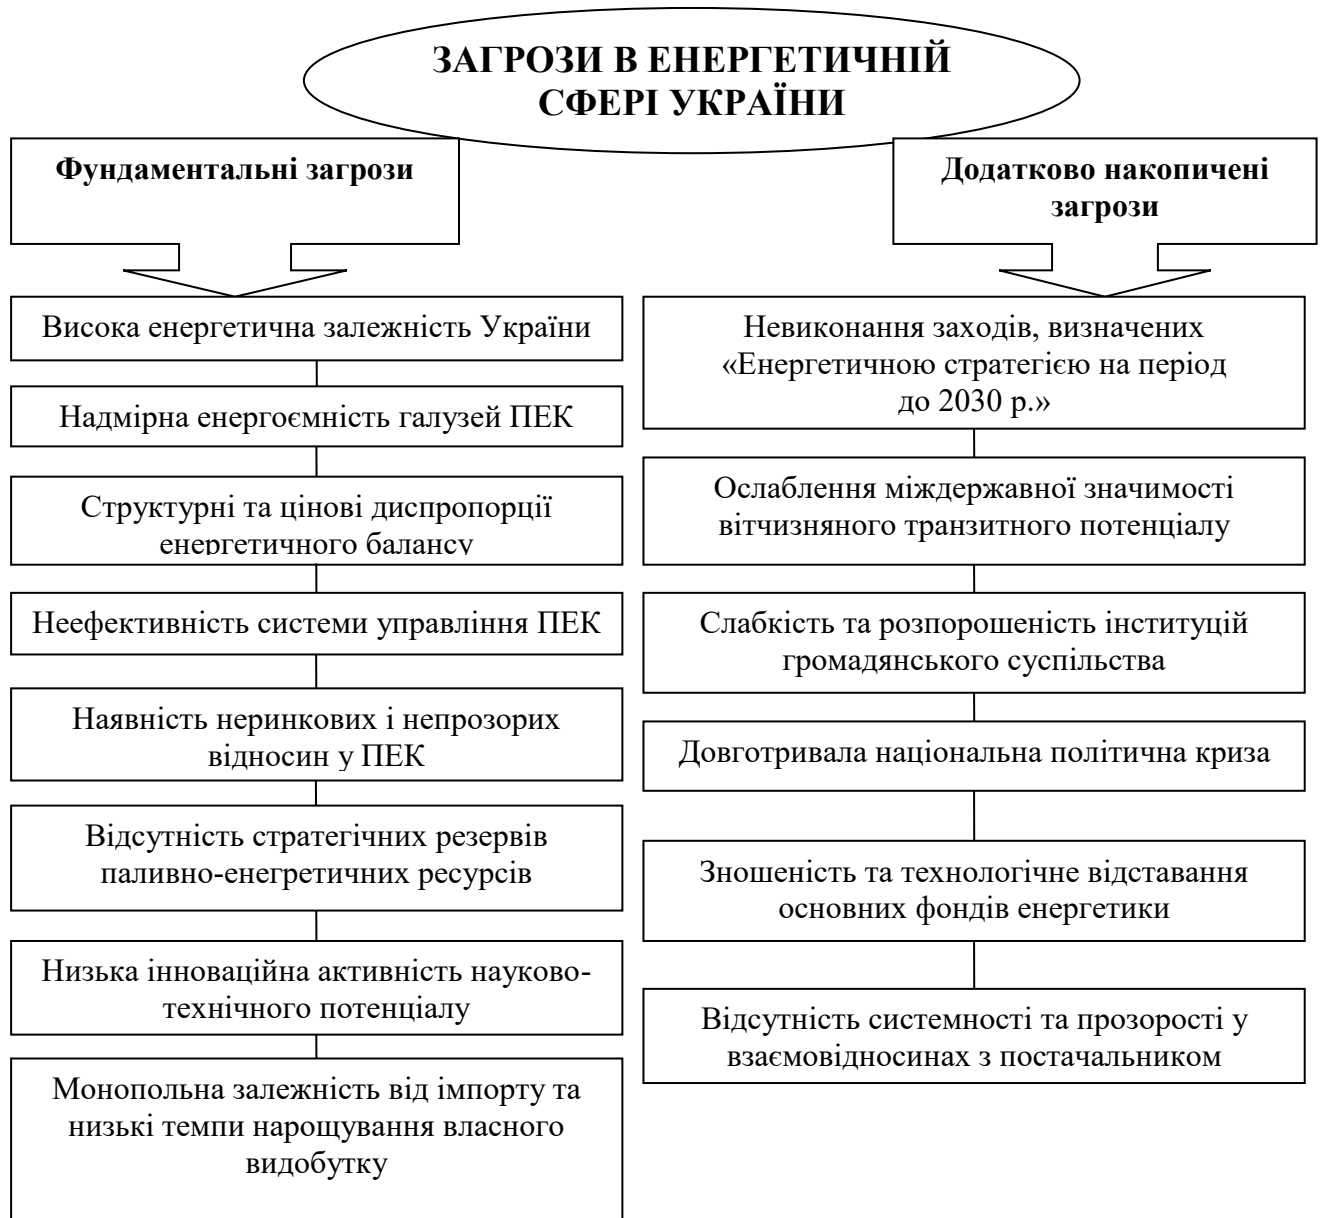 ЗАГРОЗИ В ЕНЕРГЕТИЧНІЙ
СФЕРІ УКРАЇНИ
Фундаментальні загрози
Висока енергетична залежність України
Надмірна енергоємність галузей ПЕК
Структурні та цінові диспропорції
енергетичного балансу
Неефективність системи управління ПЕК
Наявність неринкових і непрозорих
відносин у ПЕК
Відсутність стратегічних резервів
паливно-енегретичних ресурсів
Низька інноваційна активність науково-
технічного потенціалу
Монопольна залежність від імпорту та
низькі темпи нарощування власного
видобутку
Додатково накопичені
загрози
Невиконання заходів, визначених
«Енергетичною стратегією на період
до 2030 р.»
Ослаблення міждержавної значимості
вітчизняного транзитного потенціалу
Слабкість та розпорошеність інституцій
громадянського суспільства
Довготривала національна політична криза
Зношеність та технологічне відставання
основних фондів енергетики
Відсутність системності та прозорості у
взаємовідносинах з постачальником